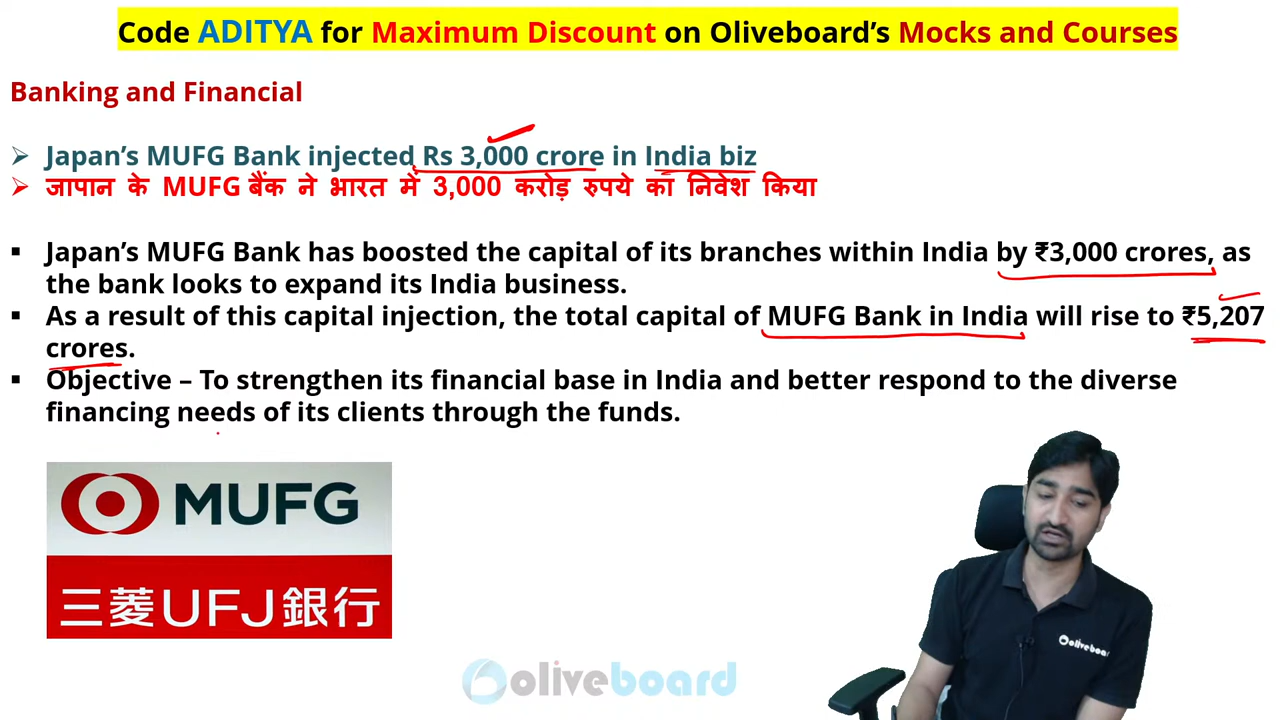 Code ADITYA for Maximum Discount on Oliveboard’s Mocks and Courses
Banking and Financial
Japan’s MUFG Bank injected Rs 3,000 crore in India biz
जापान के MUFG बैंक ने भारत में 3,000 करोड़ रुपये का निवेश किया
Japan’s MUFG Bank has boosted the capital of its branches within India by ₹3,000 crores, as
the bank looks to expand its India business.
As a result of this capital injection, the total capital of MUFG Bank in India will rise to ₹5,207
crores.
Objective – To strengthen its financial base in India and better respond to the diverse
financing needs of its clients through the funds.
MUFG
三菱UFJ銀行
oliveboard
oliveboard